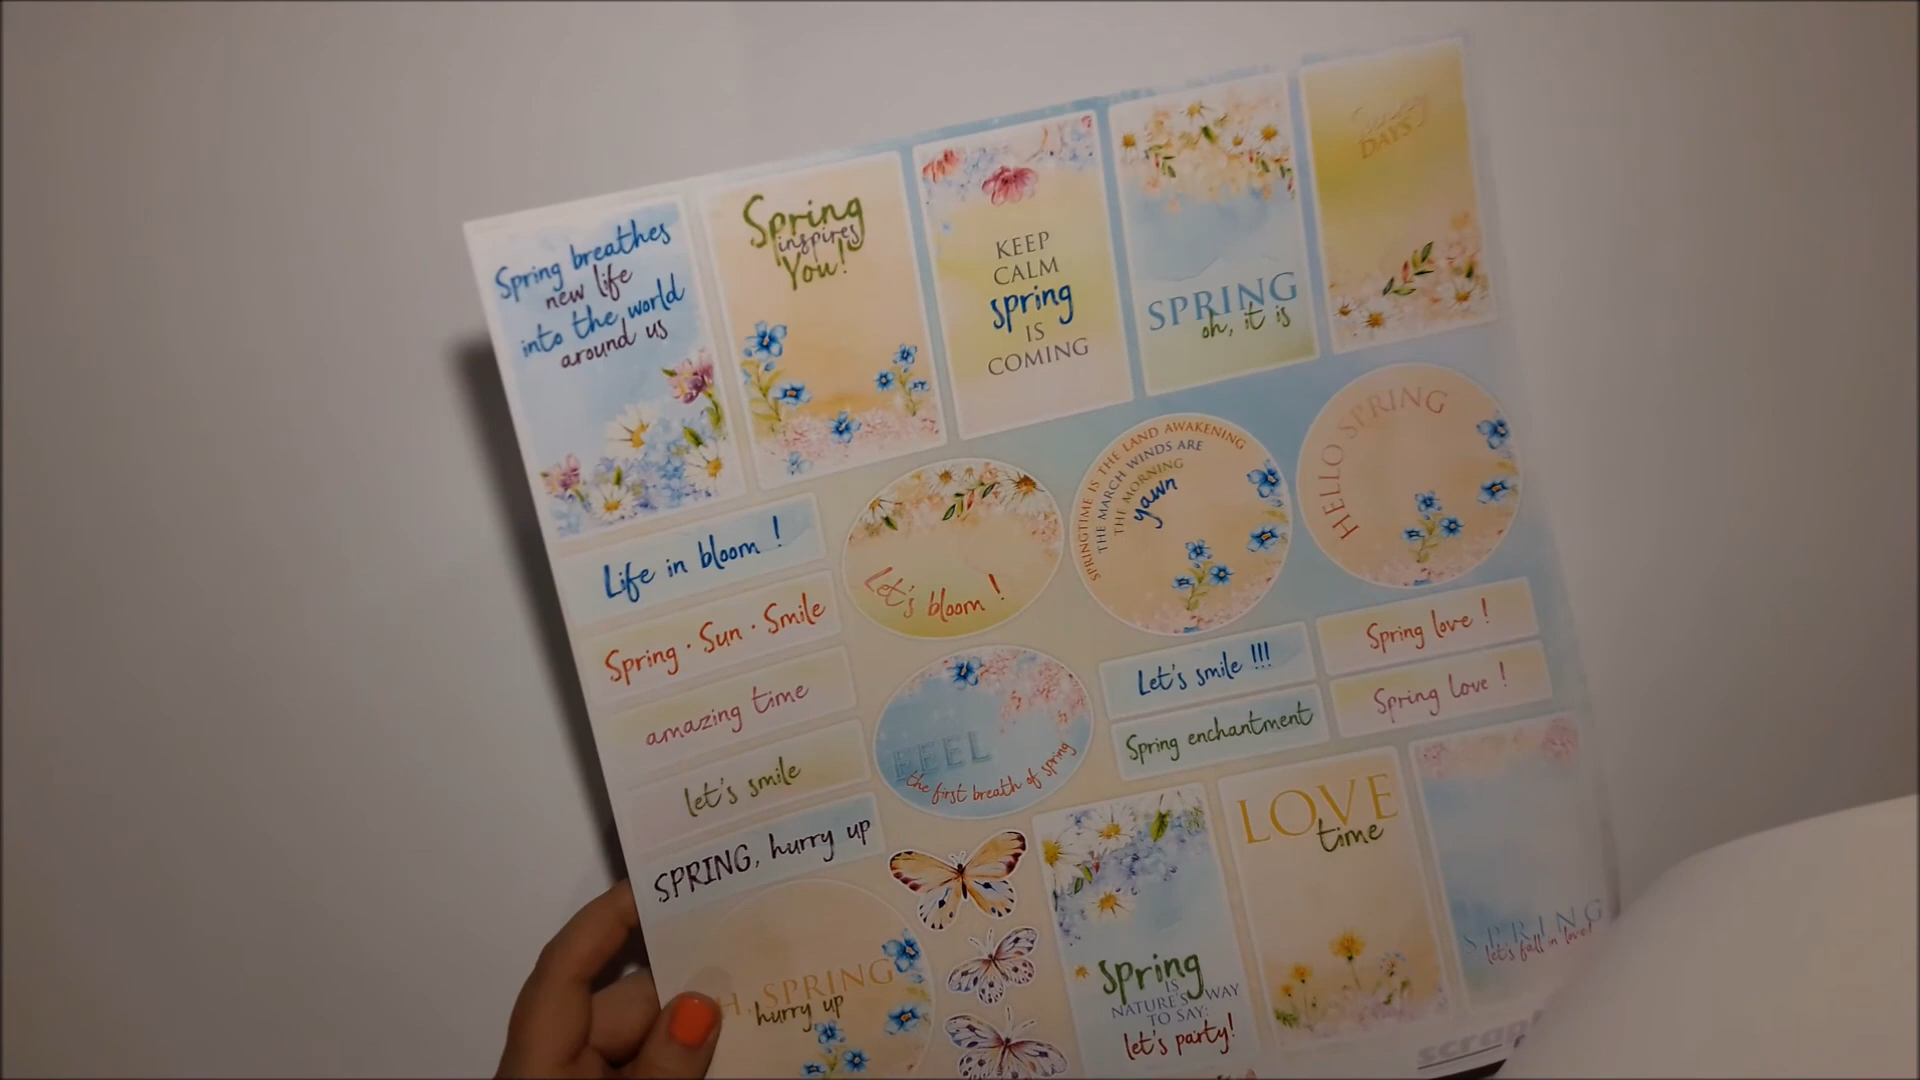 Spring breathes
new life
into the world
around us
Spring
inspires
You!
KEEP
CALM
spring
IS
COMING
SPRING
oh, it is
Sunny
DAYS
Life in bloom !
Spring · Sun · Smile
amazing time
let's smile
SPRING, hurry up
Let's bloom !
SPRINGTIME IS THE LAND AWAKENING
THE MARCH WINDS ARE
THE MORNING
yawn
HELLO SPRING
FEEL
the first breath of spring
Let's smile !!!
Spring enchantment
Spring love !
Spring Love !
H, SPRING
hurry up
spring
IS
NATURE'S WAY
TO SAY:
let's party!
LOVE
time
SPRING
let's fall in love!
scrap